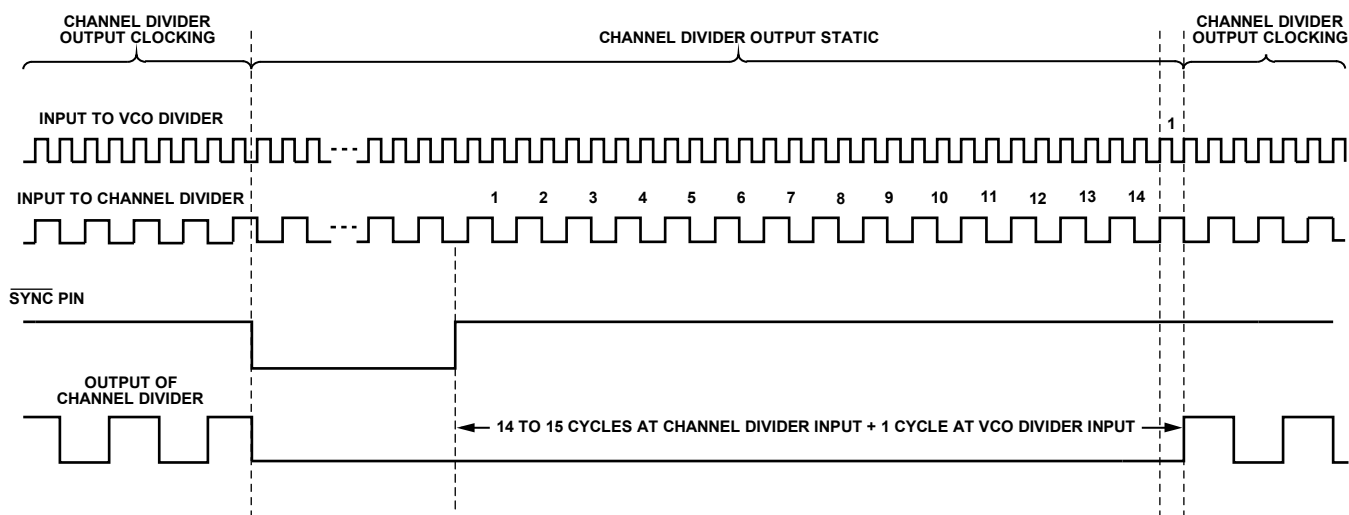 CHANNEL DIVIDER
OUTPUT CLOCKING
CHANNEL DIVIDER OUTPUT STATIC
CHANNEL DIVIDER
OUTPUT CLOCKING
INPUT TO VCO DIVIDER
1
INPUT TO CHANNEL DIVIDER
1 2 3 4 5 6 7 8 9 10 11 12 13 14
SYNC PIN
OUTPUT OF
CHANNEL DIVIDER
14 TO 15 CYCLES AT CHANNEL DIVIDER INPUT + 1 CYCLE AT VCO DIVIDER INPUT